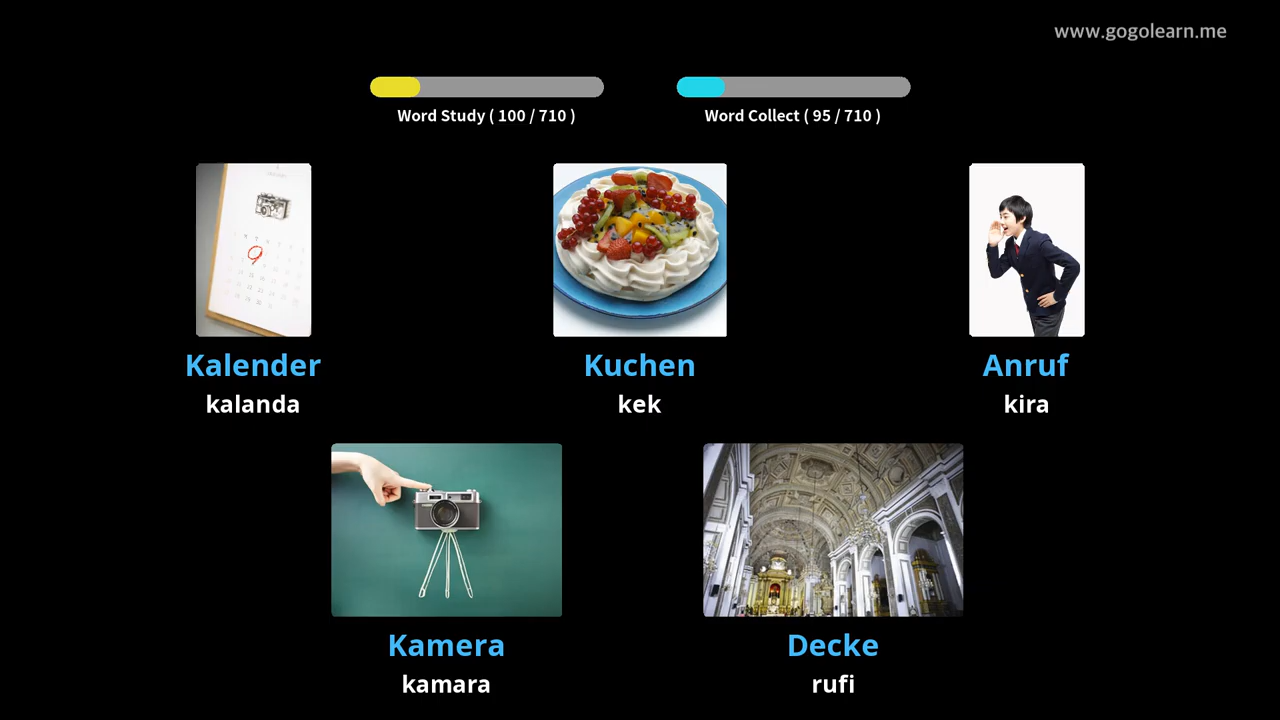 www.gogolearn.me
Word Study ( 100 / 710 )
Word Collect ( 95 / 710 )
Kalender
kalanda
Kuchen
kek
Anruf
kira
Kamera
kamara
Decke
rufi